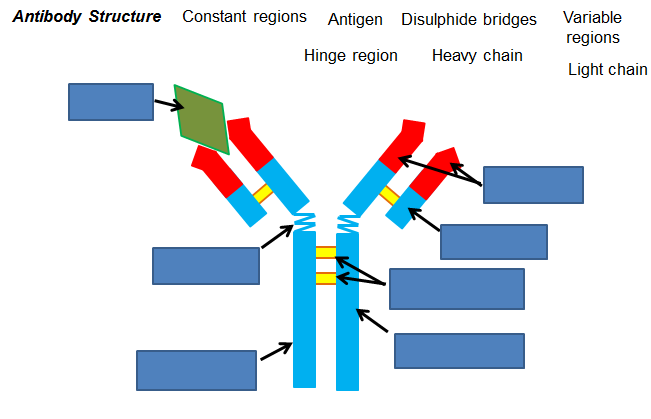 Antibody Structure Constant regions Antigen Disulphide bridges Variable
regions
Hinge region Heavy chain
Light chain